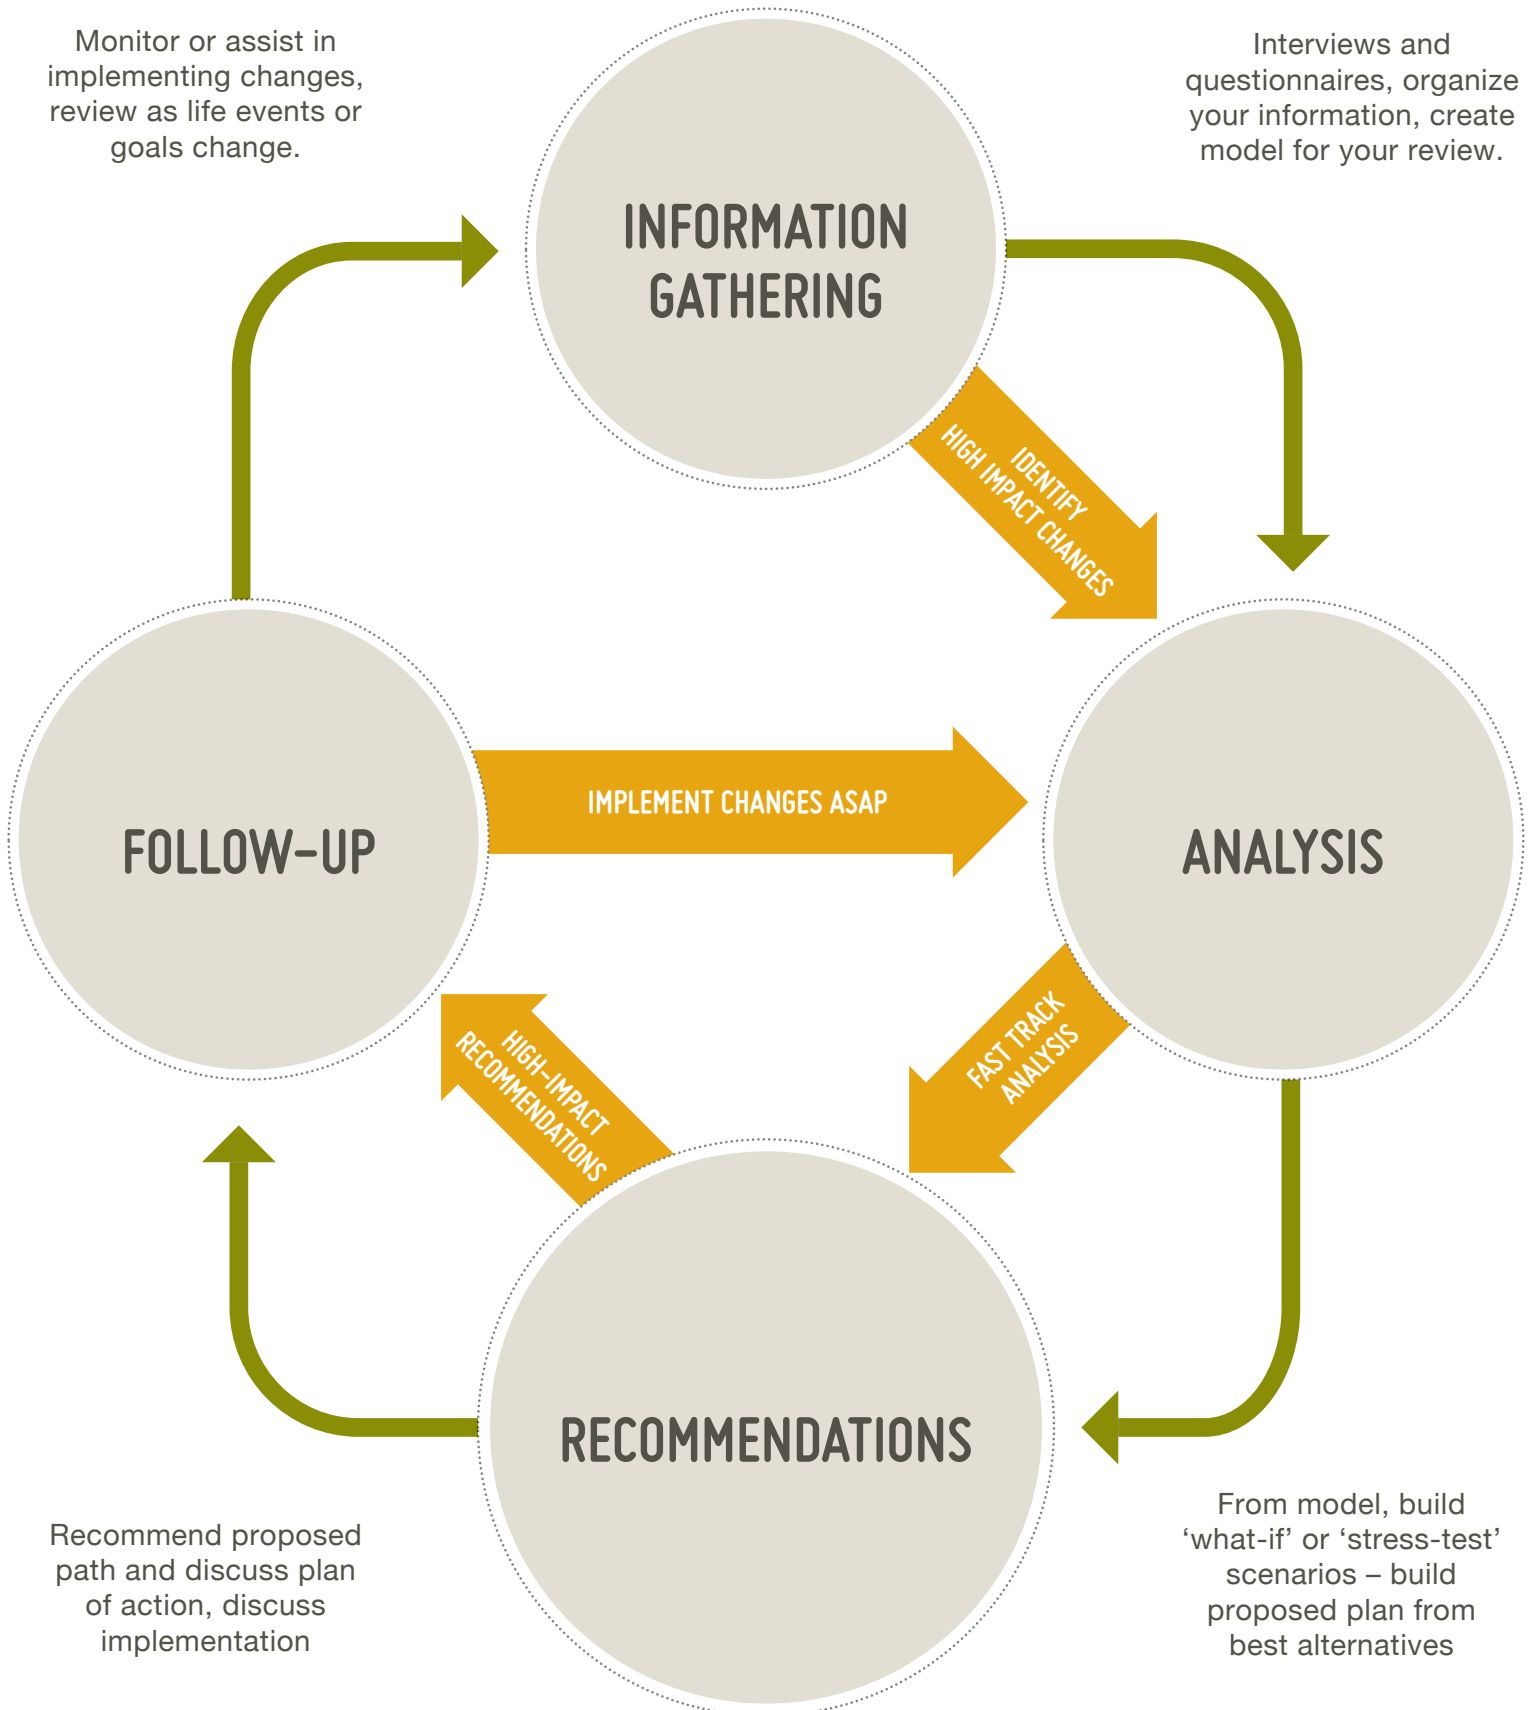 Monitor or assist in
implementing changes,
review as life events or
goals change.
Interviews and
questionnaires, organize
your information, create
model for your review.
INFORMATION
GATHERING
IDENTIFY
HIGH IMPACT CHANGES
IMPLEMENT CHANGES ASAP
FOLLOW-UP
ANALYSIS
HIGH-IMPACT
RECOMMENDATIONS
FAST TRACK
ANALYSIS
RECOMMENDATIONS
Recommend proposed
path and discuss plan
of action, discuss
implementation
From model, build
‘what-if’ or ‘stress-test’
scenarios – build
proposed plan from
best alternatives